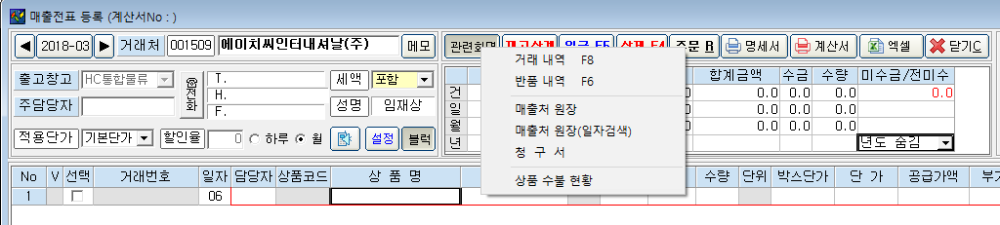 매출전표 등록 (계산서No : )
2018-03 거래처 001509 에이치씨인터내셔날(주) 메모 관련화면 주문 R 명세서 계산서 엑셀 닫기C
거래 내역 F8
반품 내역 F6
매출처 원장
매출처 원장(일자검색)
청 구 서
상품 수불 현황
출고창고 HC통합물류 전화 T. 세액 포함
H.
주담당자 F. 성명 임재상
적용단가 기본단가 할인율 0 하루 월 설정 블럭
합계금액 수금 수량 미수금/전미수
건 0.0 0.0 0.0 0.0
일 0.0 0.0 0.0
월 0.0 0.0 0.0
년 년도 숨김
No V 선택 거래번호 일자 담당자 상품코드 상 품 명 수량 단위 박스단가 단 가 공급가액 부가
1 06